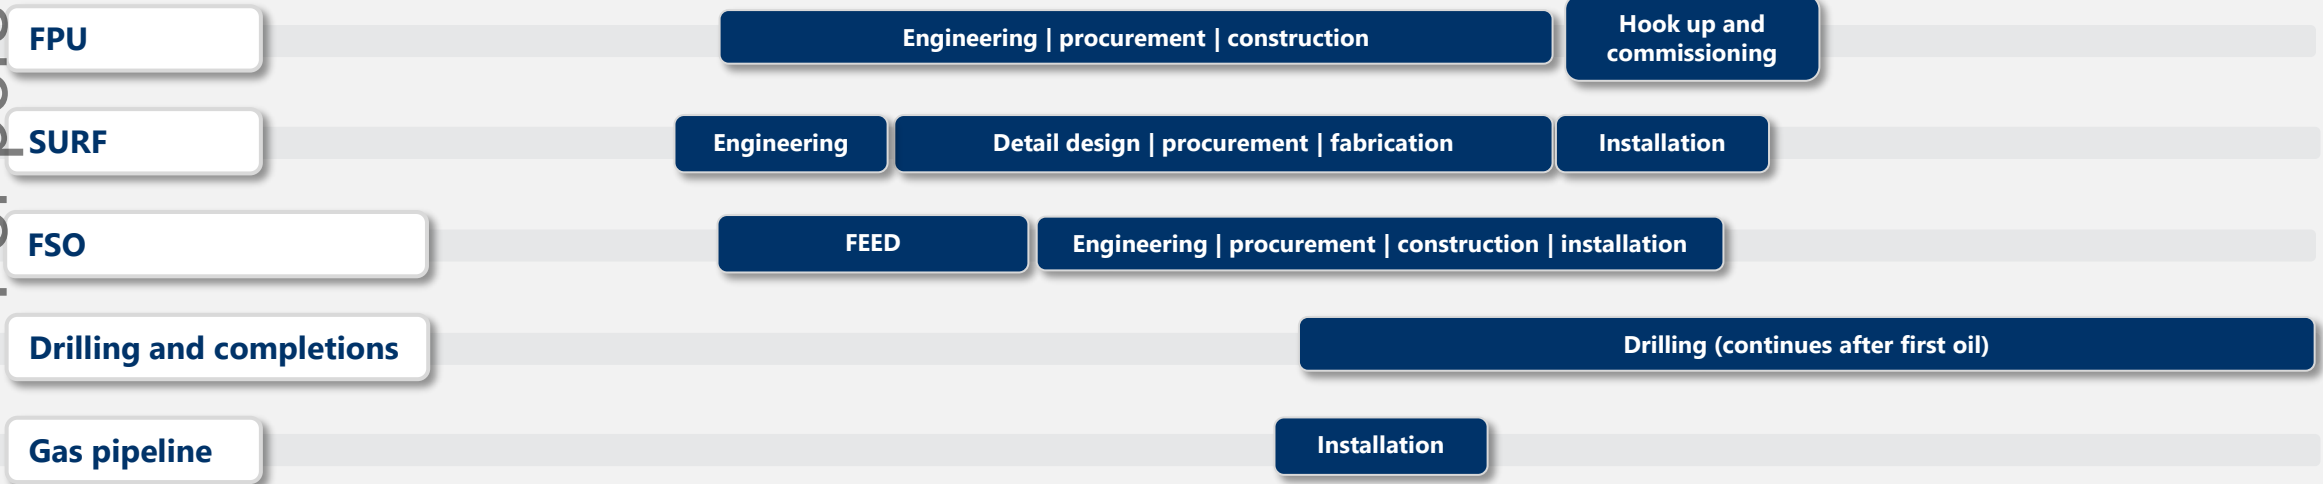 FPU
Engineering | procurement | construction
Hook up and
commissioning
SURF
Engineering
Detail design | procurement | fabrication
Installation
FSO
FEED
Engineering | procurement | construction | installation
Drilling and completions
Drilling (continues after first oil)
Gas pipeline
Installation